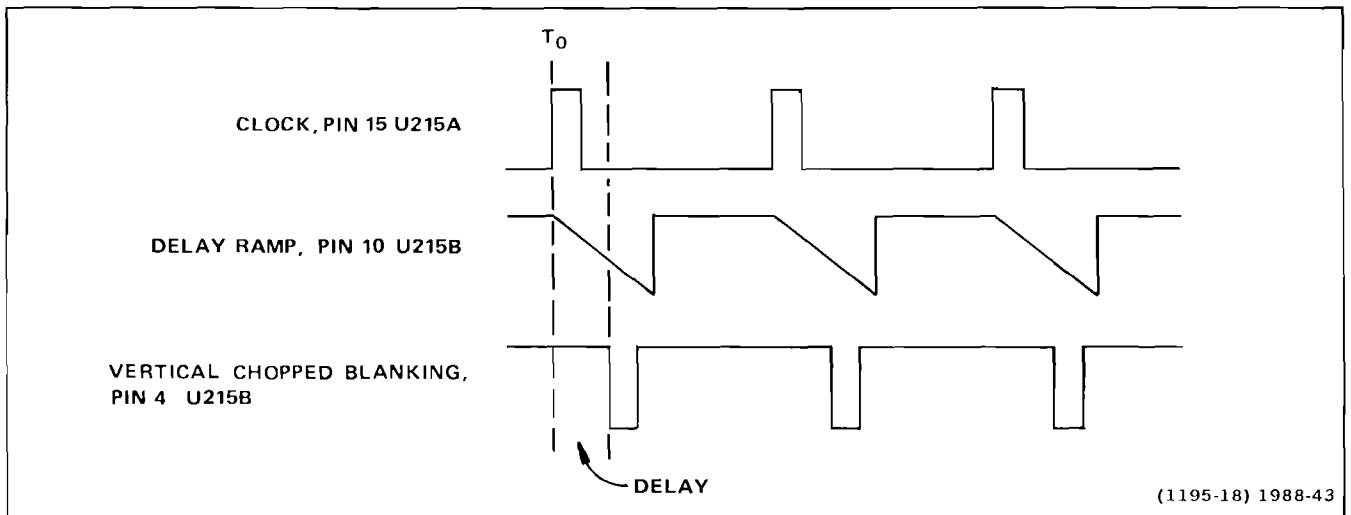 T0
CLOCK, PIN 15 U215A
DELAY RAMP, PIN 10 U215B
VERTICAL CHOPPED BLANKING,
PIN 4 U215B
DELAY
(1195-18) 1988-43